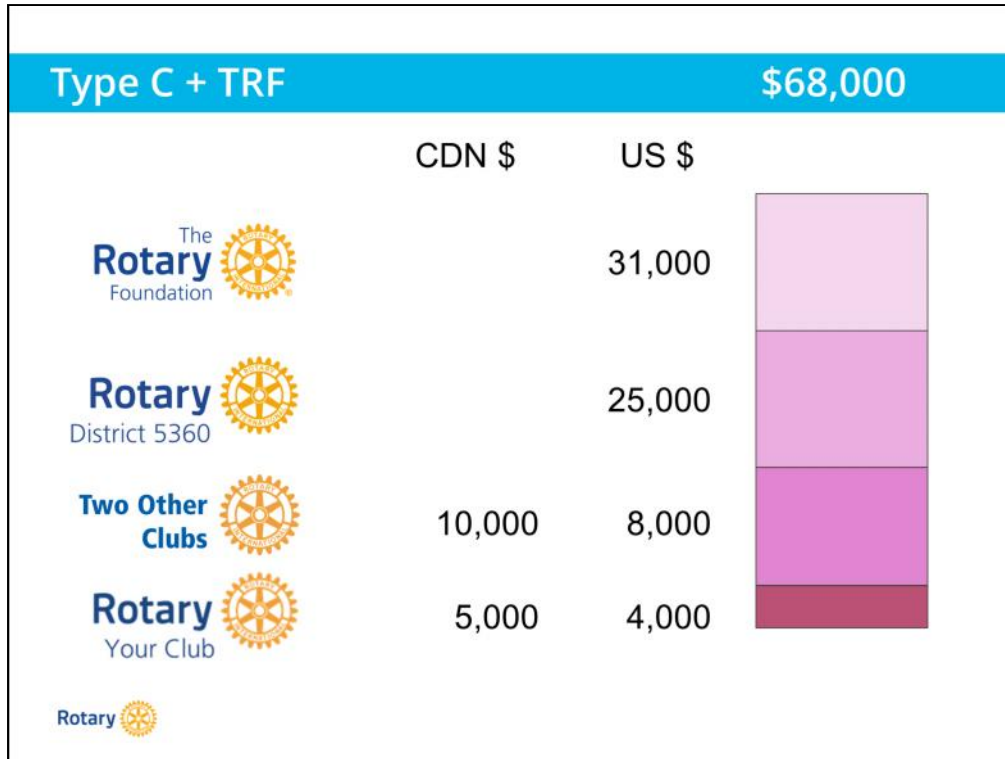 Type C + TRF $68,000
CDN $ US $
The
Rotary
Foundation
31,000
Rotary
District 5360
25,000
Two Other
Clubs
10,000 8,000
Rotary
Your Club
5,000 4,000
Rotary